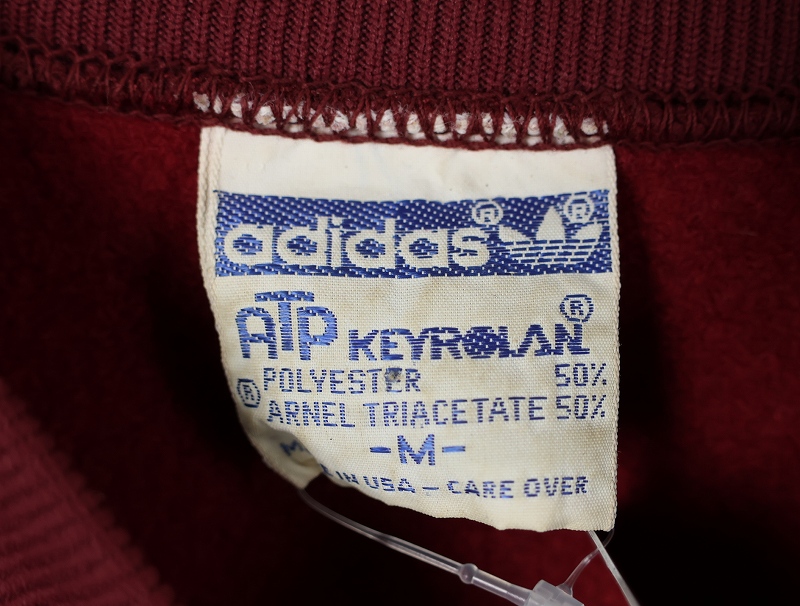 adidas® ®
ATP KEYROLAN®
POLYESTER 50%
® ARNEL TRIACETATE 50%
-M-
IN USA - CARE OVER